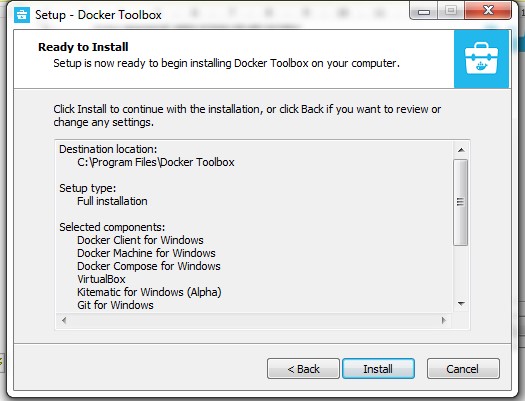 Setup - Docker Toolbox
Ready to Install
Setup is now ready to begin installing Docker Toolbox on your computer.
Click Install to continue with the installation, or click Back if you want to review or
change any settings.
Destination location:
C:\Program Files\Docker Toolbox
Setup type:
Full installation
Selected components:
Docker Client for Windows
Docker Machine for Windows
Docker Compose for Windows
VirtualBox
Kitematic for Windows (Alpha)
Git for Windows
< Back
Install
Cancel